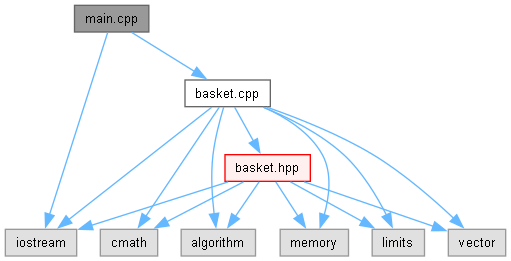 main.cpp
basket.cpp
basket.hpp
iostream
cmath
algorithm
memory
limits
vector